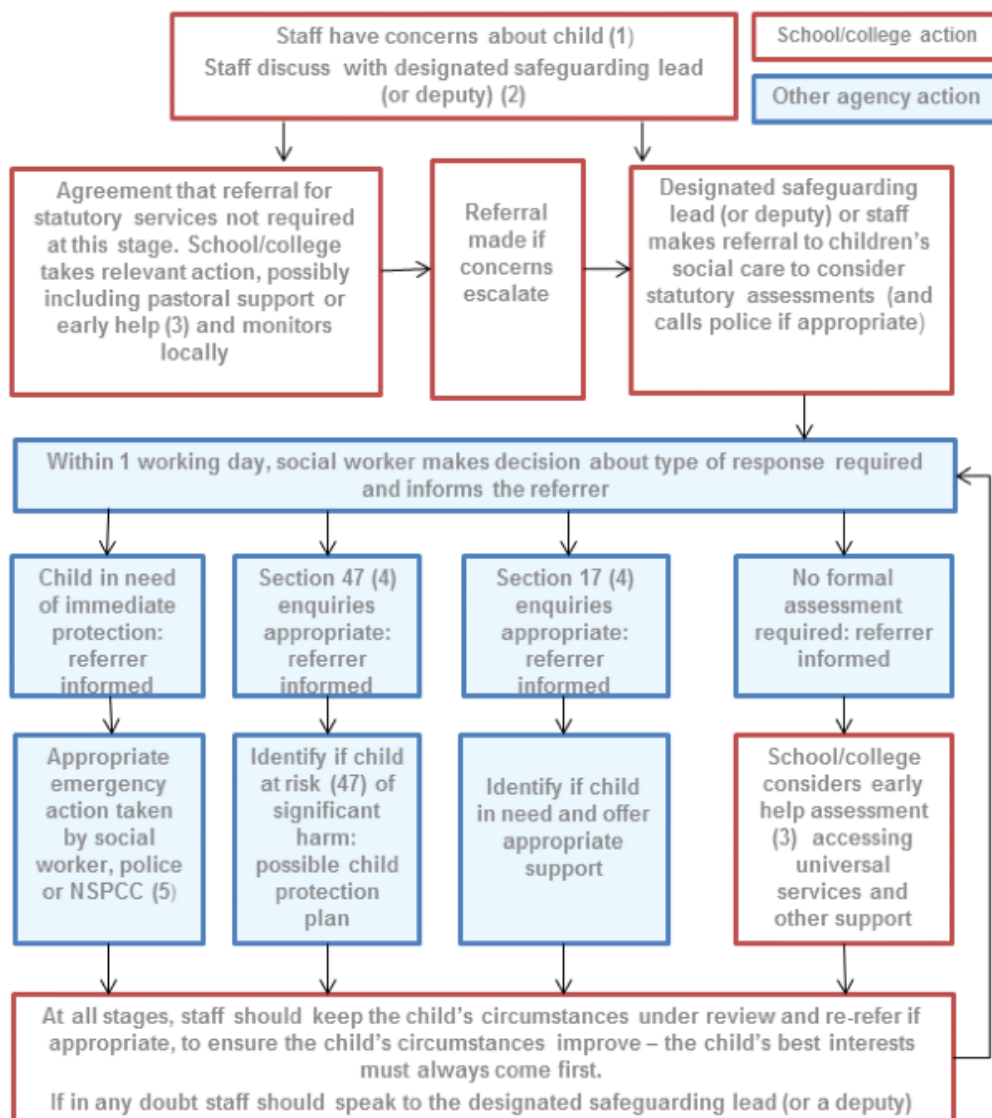 Staff have concerns about child (1)
Staff discuss with designated safeguarding lead
(or deputy) (2)
School/college action
Other agency action
Agreement that referral for
statutory services not required
at this stage. School/college
takes relevant action, possibly
including pastoral support or
early help (3) and monitors
locally
Referral
made if
concerns
escalate
Designated safeguarding
lead (or deputy) or staff
makes referral to children’s
social care to consider
statutory assessments (and
calls police if appropriate)
Within 1 working day, social worker makes decision about type of response required
and informs the referrer
Child in need
of immediate
protection:
referrer
informed
Section 47 (4)
enquiries
appropriate:
referrer
informed
Section 17 (4)
enquiries
appropriate:
referrer
informed
No formal
assessment
required: referrer
informed
Appropriate
emergency
action taken
by social
worker, police
or NSPCC (5)
Identify if child
at risk (47) of
significant
harm:
possible child
protection
plan
Identify if child
in need and offer
appropriate
support
School/college
considers early
help assessment
(3) accessing
universal
services and
other support
At all stages, staff should keep the child’s circumstances under review and re-refer if
appropriate, to ensure the child’s circumstances improve – the child’s best interests
must always come first.
If in any doubt staff should speak to the designated safeguarding lead (or a deputy)